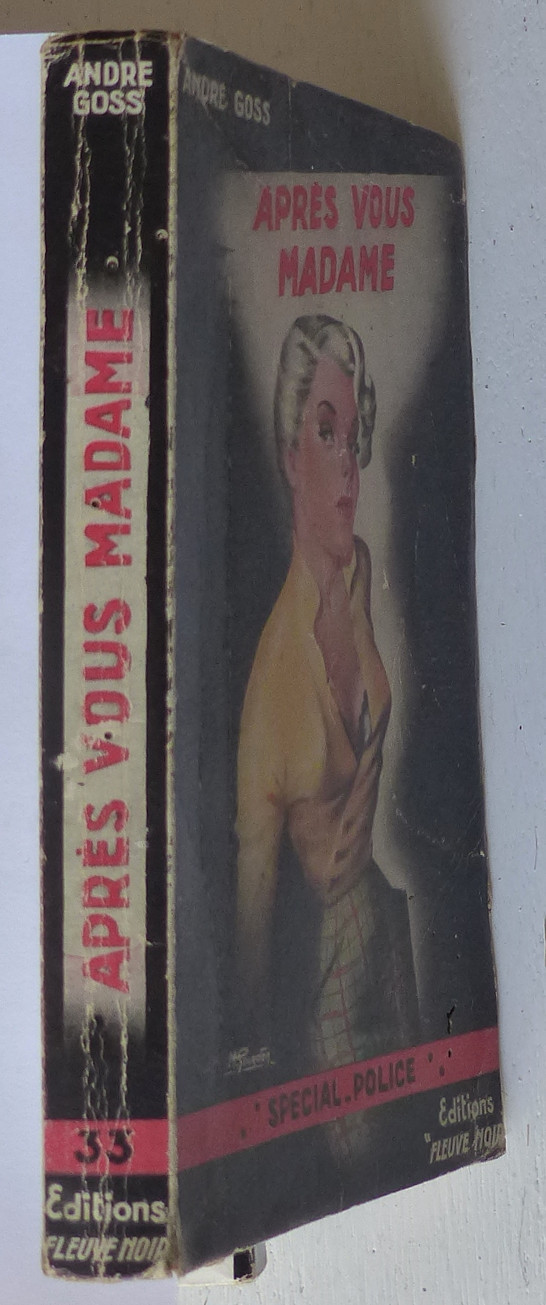 ANDRE
GOSS
APRÈS VOUS MADAME
33
Editions
FLEUVE NOIR
ANDRE GOSS
APRÈS VOUS
MADAME
SPECIAL.POLICE
Editions
"FLEUVE NOIR